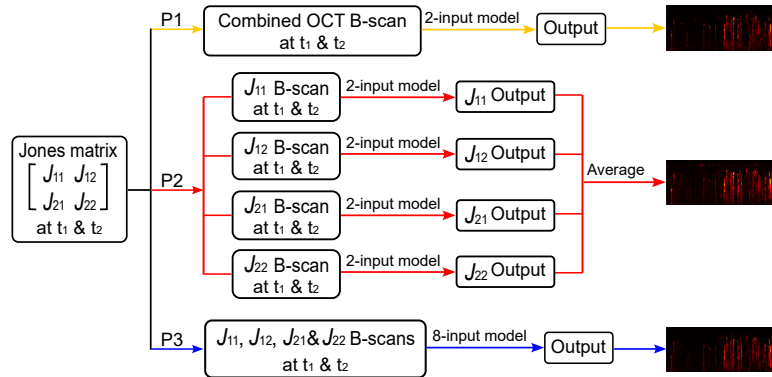 P1
Combined OCT B-scan
at t₁ & t₂
2-input model
Output
Jones matrix
J₁₁ J₁₂
J₂₁ J₂₂
at t₁ & t₂
P2
J₁₁ B-scan
at t₁ & t₂
2-input model
J₁₁ Output
J₁₂ B-scan
at t₁ & t₂
2-input model
J₁₂ Output
J₂₁ B-scan
at t₁ & t₂
2-input model
J₂₁ Output
J₂₂ B-scan
at t₁ & t₂
2-input model
J₂₂ Output
Average
P3
J₁₁, J₁₂, J₂₁& J₂₂ B-scans
at t₁ & t₂
8-input model
Output